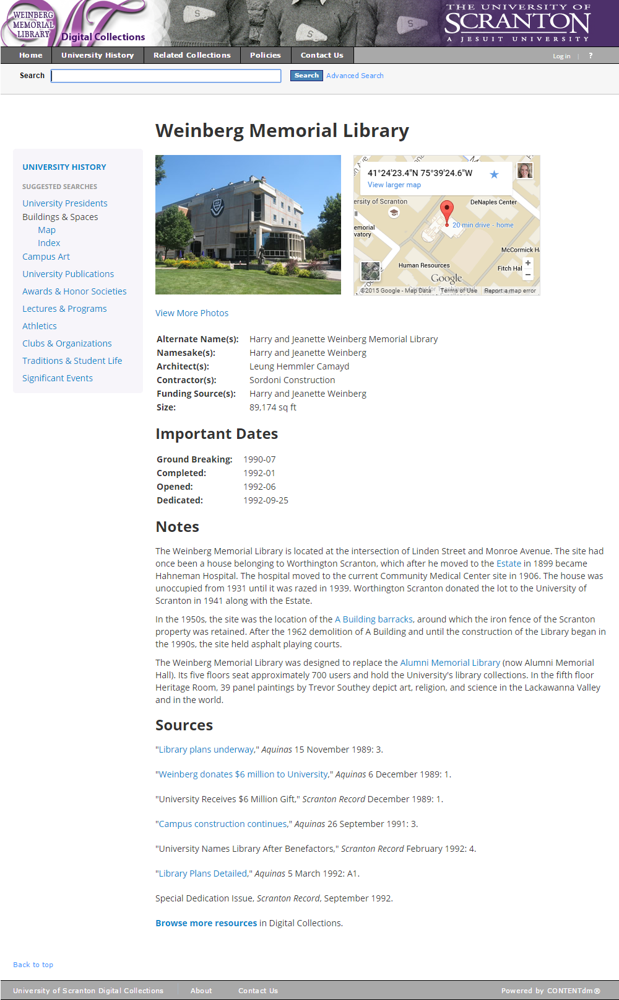 WEINBERG
MEMORIAL
LIBRARY
Digital Collections
S
S
S
THE UNIVERSITY OF
SCRANTON
A JESUIT UNIVERSITY
Home University History Related Collections Policies Contact Us Log in | ?
Search Search Advanced Search
Weinberg Memorial Library
UNIVERSITY HISTORY
SUGGESTED SEARCHES
University Presidents
Buildings & Spaces
Map
Index
Campus Art
University Publications
Awards & Honor Societies
Lectures & Programs
Athletics
Clubs & Organizations
Traditions & Student Life
Significant Events
41°24'23.4"N 75°39'24.6"W
View larger map
ersity of Scranton
DeNaples Center
ll
emorial
vatory
20 min drive - home
McCormick Ha
Human Resources
Fitch Hal
Google
+
−
©2015 Google - Map Data Terms of Use Report a map error
View More Photos
Alternate Name(s): Harry and Jeanette Weinberg Memorial Library
Namesake(s): Harry and Jeanette Weinberg
Architect(s): Leung Hemmler Camayd
Contractor(s): Sordoni Construction
Funding Source(s): Harry and Jeanette Weinberg
Size: 89,174 sq ft
Important Dates
Ground Breaking: 1990-07
Completed: 1992-01
Opened: 1992-06
Dedicated: 1992-09-25
Notes
The Weinberg Memorial Library is located at the intersection of Linden Street and Monroe Avenue. The site had
once been a house belonging to Worthington Scranton, which after he moved to the Estate in 1899 became
Hahneman Hospital. The hospital moved to the current Community Medical Center site in 1906. The house was
unoccupied from 1931 until it was razed in 1939. Worthington Scranton donated the lot to the University of
Scranton in 1941 along with the Estate.
In the 1950s, the site was the location of the A Building barracks, around which the iron fence of the Scranton
property was retained. After the 1962 demolition of A Building and until the construction of the Library began in
the 1990s, the site held asphalt playing courts.
The Weinberg Memorial Library was designed to replace the Alumni Memorial Library (now Alumni Memorial
Hall). Its five floors seat approximately 700 users and hold the University's library collections. In the fifth floor
Heritage Room, 39 panel paintings by Trevor Southey depict art, religion, and science in the Lackawanna Valley
and in the world.
Sources
"Library plans underway," Aquinas 15 November 1989: 3.
"Weinberg donates $6 million to University," Aquinas 6 December 1989: 1.
"University Receives $6 Million Gift," Scranton Record December 1989: 1.
"Campus construction continues," Aquinas 26 September 1991: 3.
"University Names Library After Benefactors," Scranton Record February 1992: 4.
"Library Plans Detailed," Aquinas 5 March 1992: A1.
Special Dedication Issue, Scranton Record, September 1992.
Browse more resources in Digital Collections.
Back to top
University of Scranton Digital Collections About Contact Us Powered by CONTENTdm®